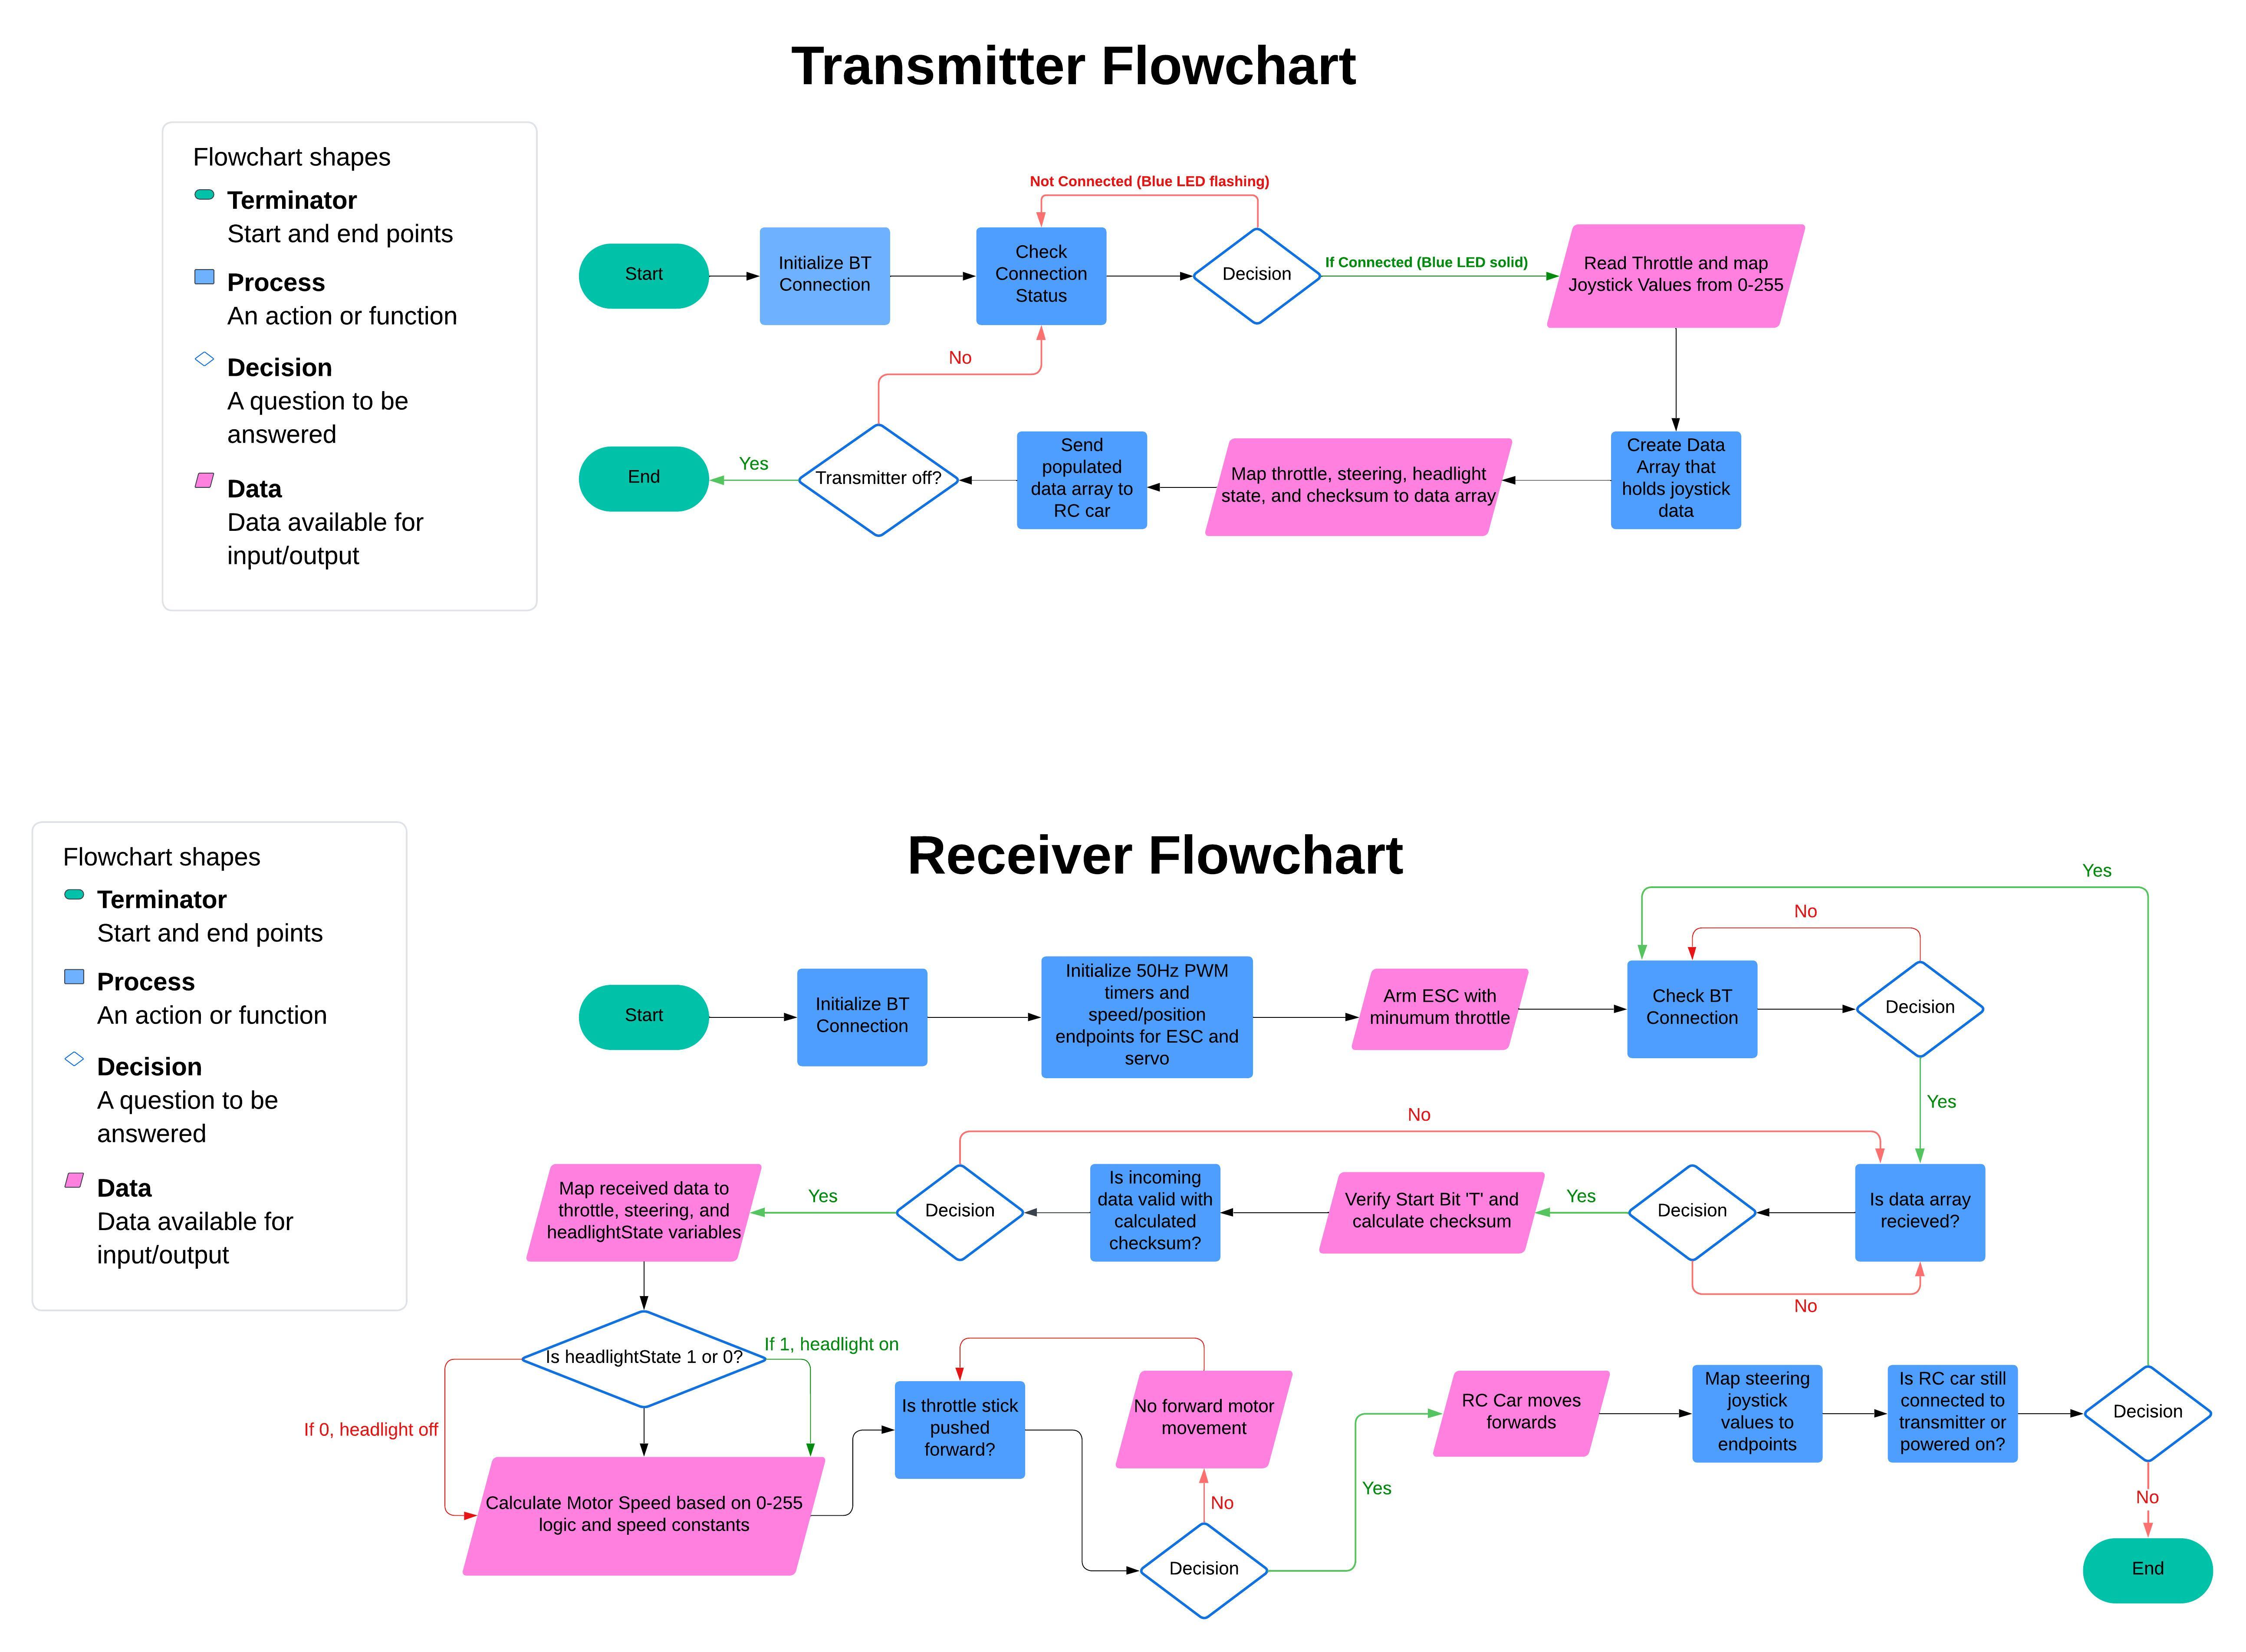 Transmitter Flowchart
Flowchart shapes
Terminator
Start and end points
Process
An action or function
Decision
A question to be
answered
Data
Data available for
input/output
Not Connected (Blue LED flashing)
Start
Initialize BT
Connection
Check
Connection
Status
Decision
If Connected (Blue LED solid)
Read Throttle and map
Joystick Values from 0-255
No
End
Yes
Transmitter off?
Send
populated
data array to
RC car
Map throttle, steering, headlight
state, and checksum to data array
Create Data
Array that
holds joystick
data
Receiver Flowchart
Flowchart shapes
Terminator
Start and end points
Process
An action or function
Decision
A question to be
answered
Data
Data available for
input/output
Yes
No
Start
Initialize BT
Connection
Initialize 50Hz PWM
timers and
speed/position
endpoints for ESC and
servo
Arm ESC with
minumum throttle
Check BT
Connection
Decision
Yes
No
Map received data to
throttle, steering, and
headlightState variables
Yes
Decision
Is incoming
data valid with
calculated
checksum?
Verify Start Bit 'T' and
calculate checksum
Yes
Decision
Is data array
recieved?
No
Is headlightState 1 or 0?
If 1, headlight on
If 0, headlight off
Calculate Motor Speed based on 0-255
logic and speed constants
Is throttle stick
pushed
forward?
No forward motor
movement
No
Decision
Yes
RC Car moves
forwards
Map steering
joystick
values to
endpoints
Is RC car still
connected to
transmitter or
powered on?
Decision
No
End